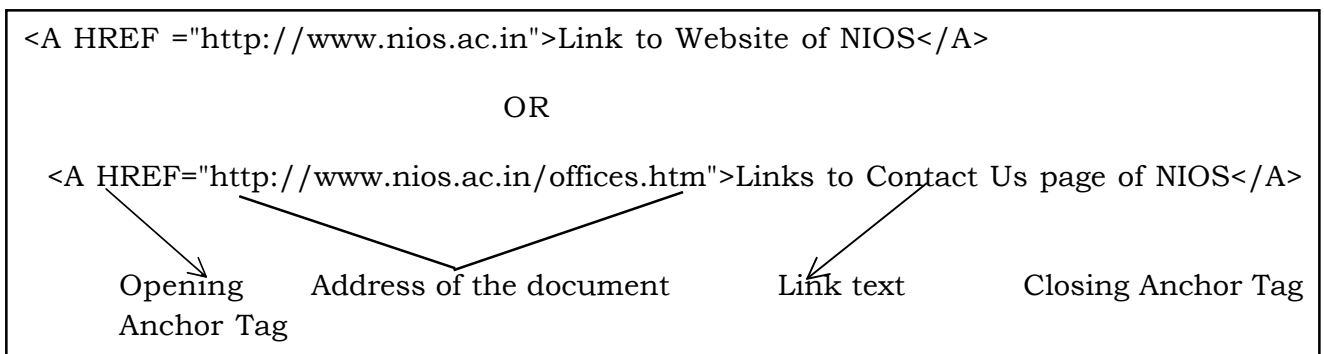 <A HREF ="http://www.nios.ac.in">Link to Website of NIOS</A>
OR
<A HREF="http://www.nios.ac.in/offices.htm">Links to Contact Us page of NIOS</A>
Opening Address of the document Link text Closing Anchor Tag
Anchor Tag